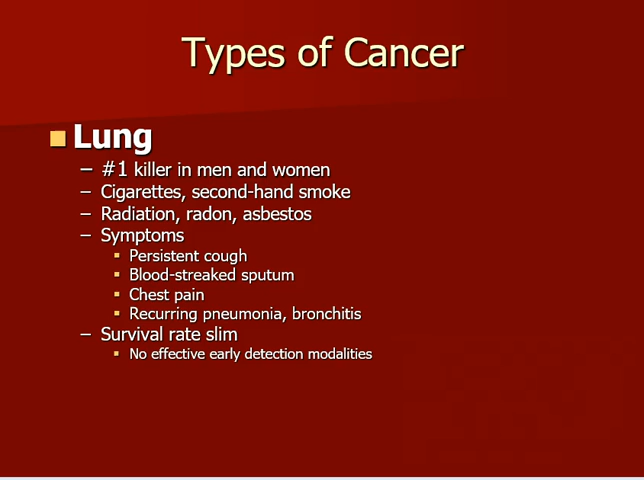 Types of Cancer
Lung
– #1 killer in men and women
– Cigarettes, second-hand smoke
– Radiation, radon, asbestos
– Symptoms
▪ Persistent cough
▪ Blood-streaked sputum
▪ Chest pain
▪ Recurring pneumonia, bronchitis
– Survival rate slim
▪ No effective early detection modalities